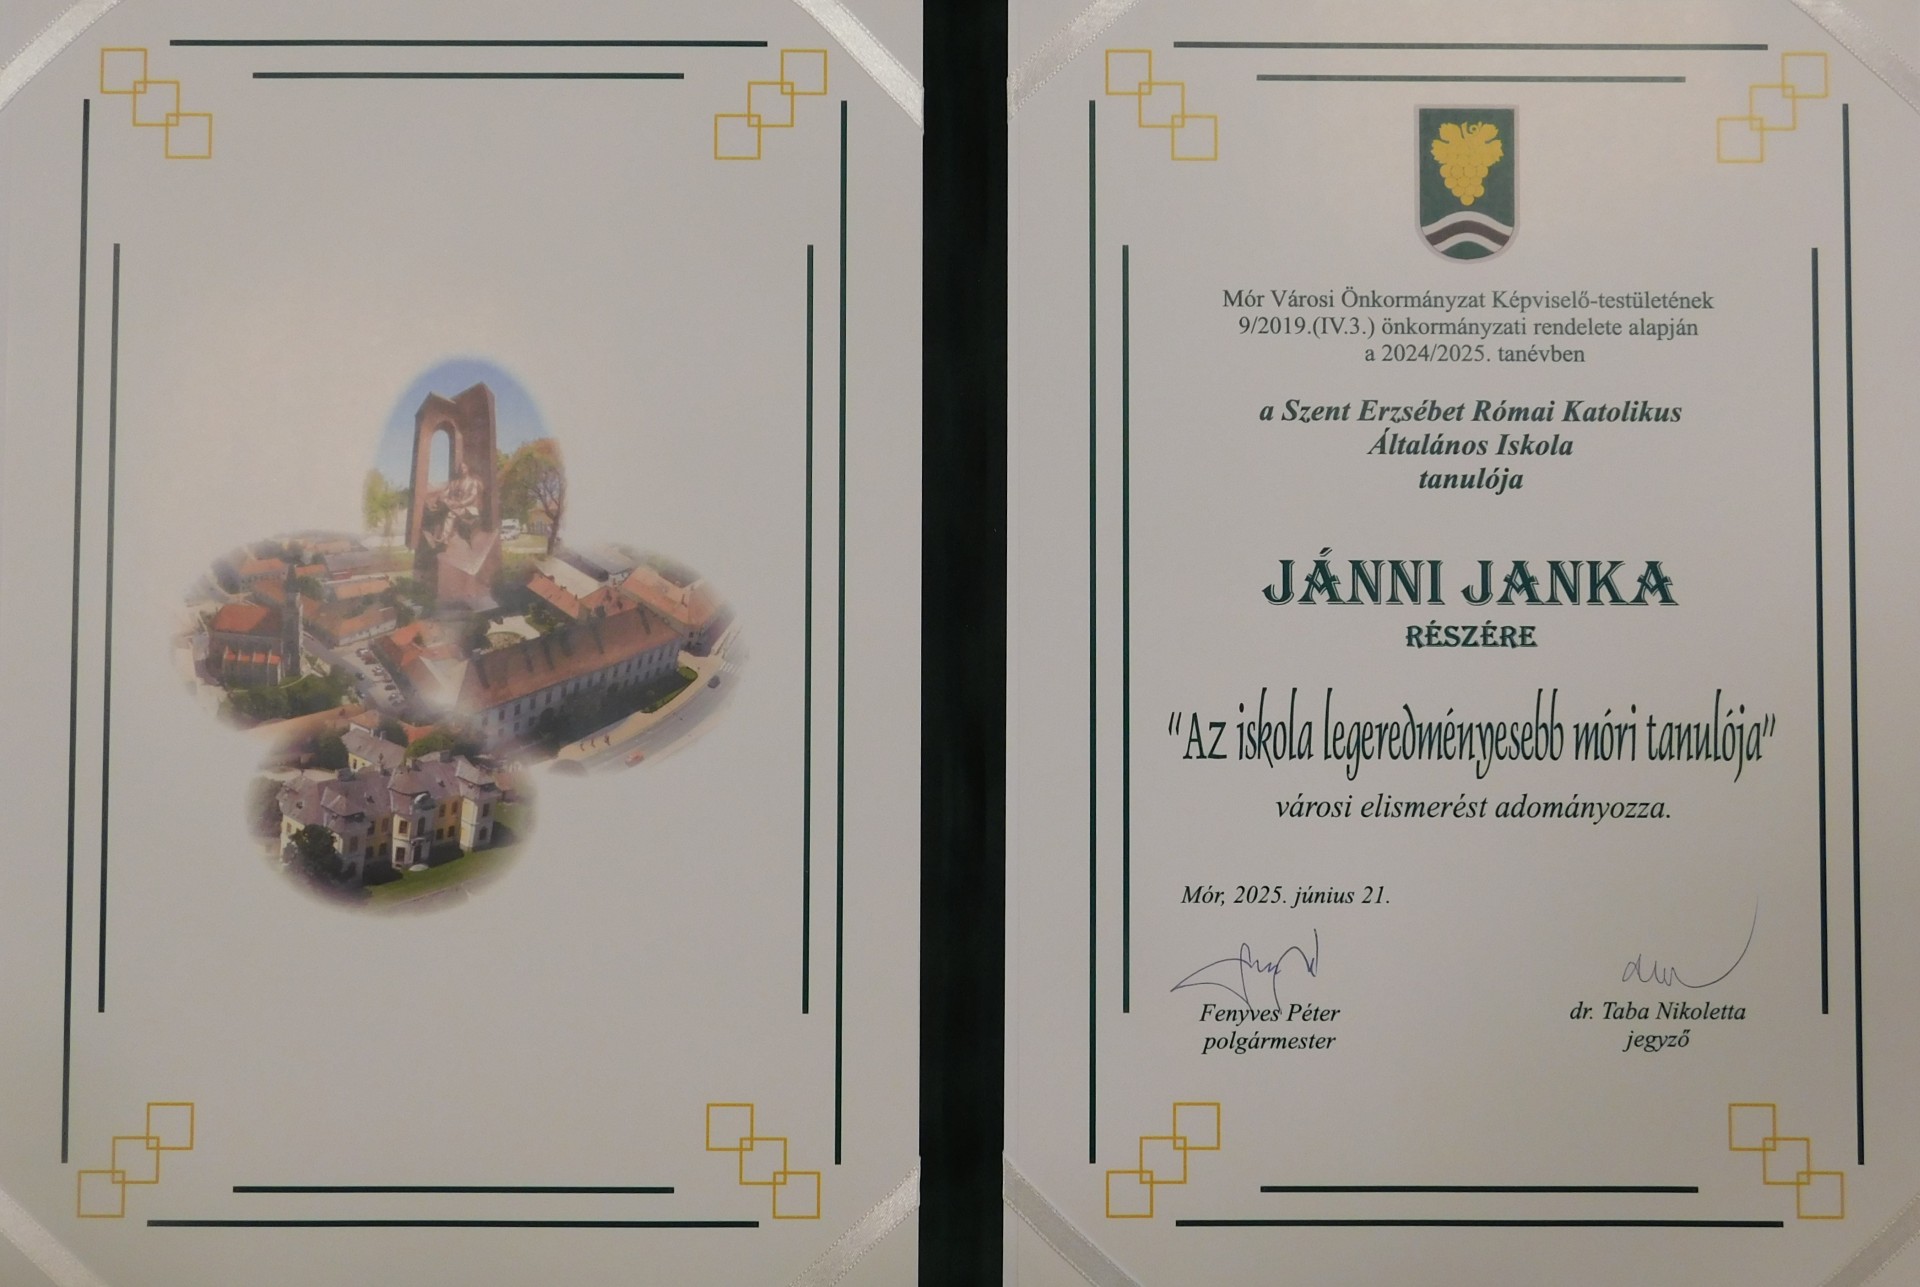 Mór Városi Önkormányzat Képviselő-testületének
9/2019.(IV.3.) önkormányzati rendelete alapján
a 2024/2025. tanévben
a Szent Erzsébet Római Katolikus
Általános Iskola
tanulója
JÁNNI JANKA
RÉSZÉRE
"Az iskola legeredményesebb móri tanulója"
városi elismerést adományozza.
Mór, 2025. június 21.
Fenyves Péter
polgármester
dr. Taba Nikoletta
jegyző